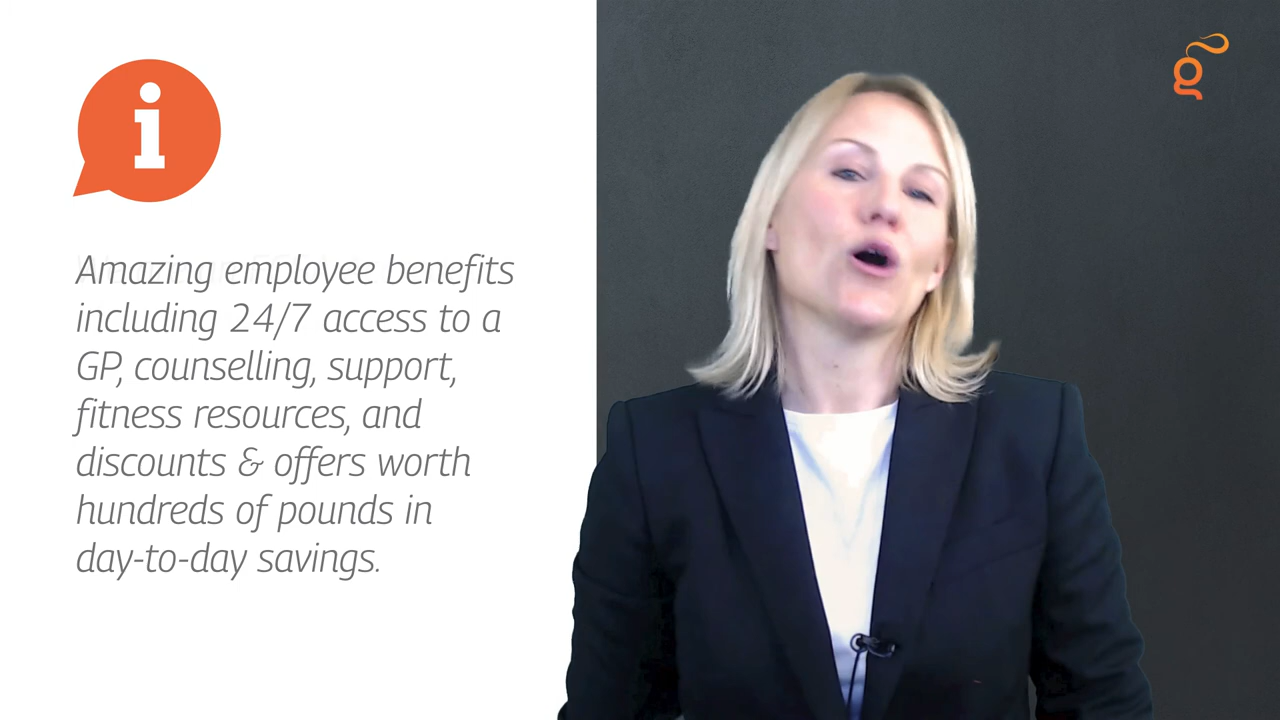 i
g
Amazing employee benefits
including 24/7 access to a
GP, counselling, support,
fitness resources, and
discounts & offers worth
hundreds of pounds in
day-to-day savings.